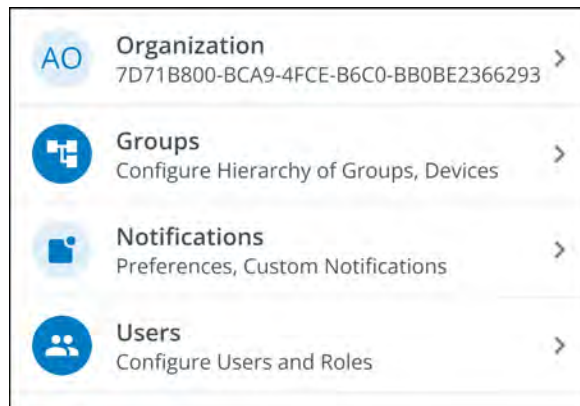 AO
Organization
7D71B800-BCA9-4FCE-B6C0-BB0BE2366293
Groups
Configure Hierarchy of Groups, Devices
Notifications
Preferences, Custom Notifications
Users
Configure Users and Roles